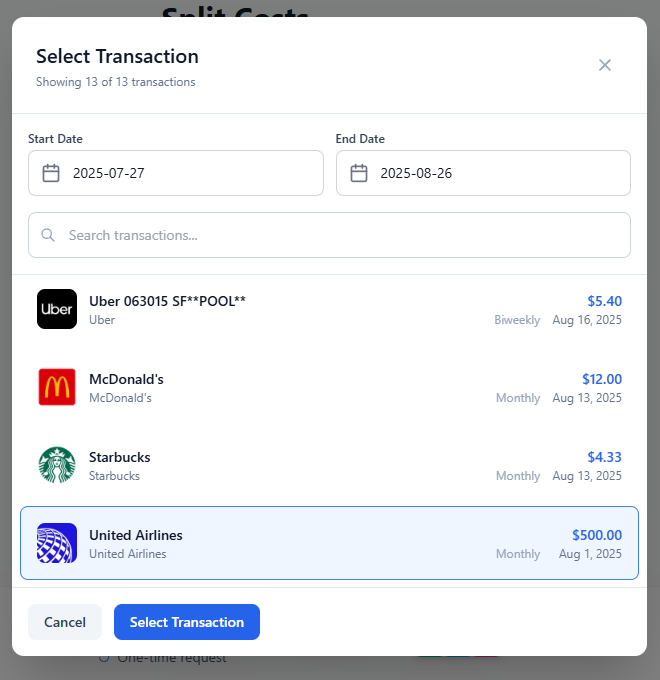 Split Costs
Select Transaction
Showing 13 of 13 transactions
Start Date
End Date
2025-07-27
2025-08-26
Search transactions...
Uber
Uber 063015 SF**POOL**
$5.40
Uber
Biweekly
Aug 16, 2025
McDonald's
$12.00
McDonald's
Monthly
Aug 13, 2025
Starbucks
$4.33
Starbucks
Monthly
Aug 13, 2025
United Airlines
$500.00
United Airlines
Monthly
Aug 1, 2025
Cancel
Select Transaction
One-time request